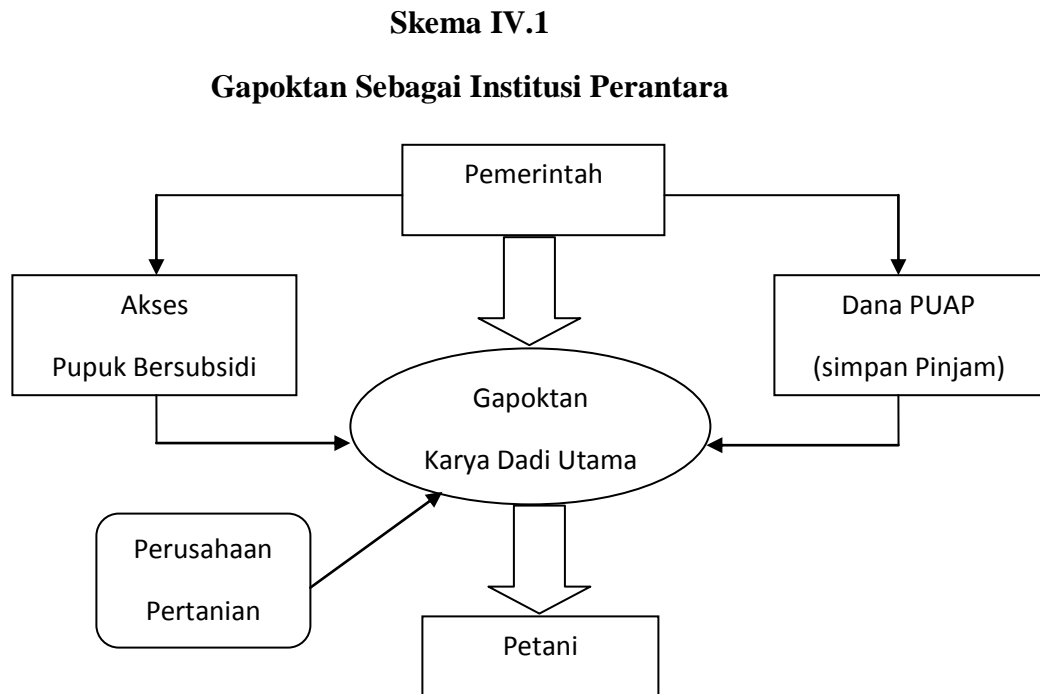 Skema IV.1
Gapoktan Sebagai Institusi Perantara
Pemerintah
Akses
Pupuk Bersubsidi
Dana PUAP
(simpan Pinjam)
Gapoktan
Karya Dadi Utama
Perusahaan
Pertanian
Petani